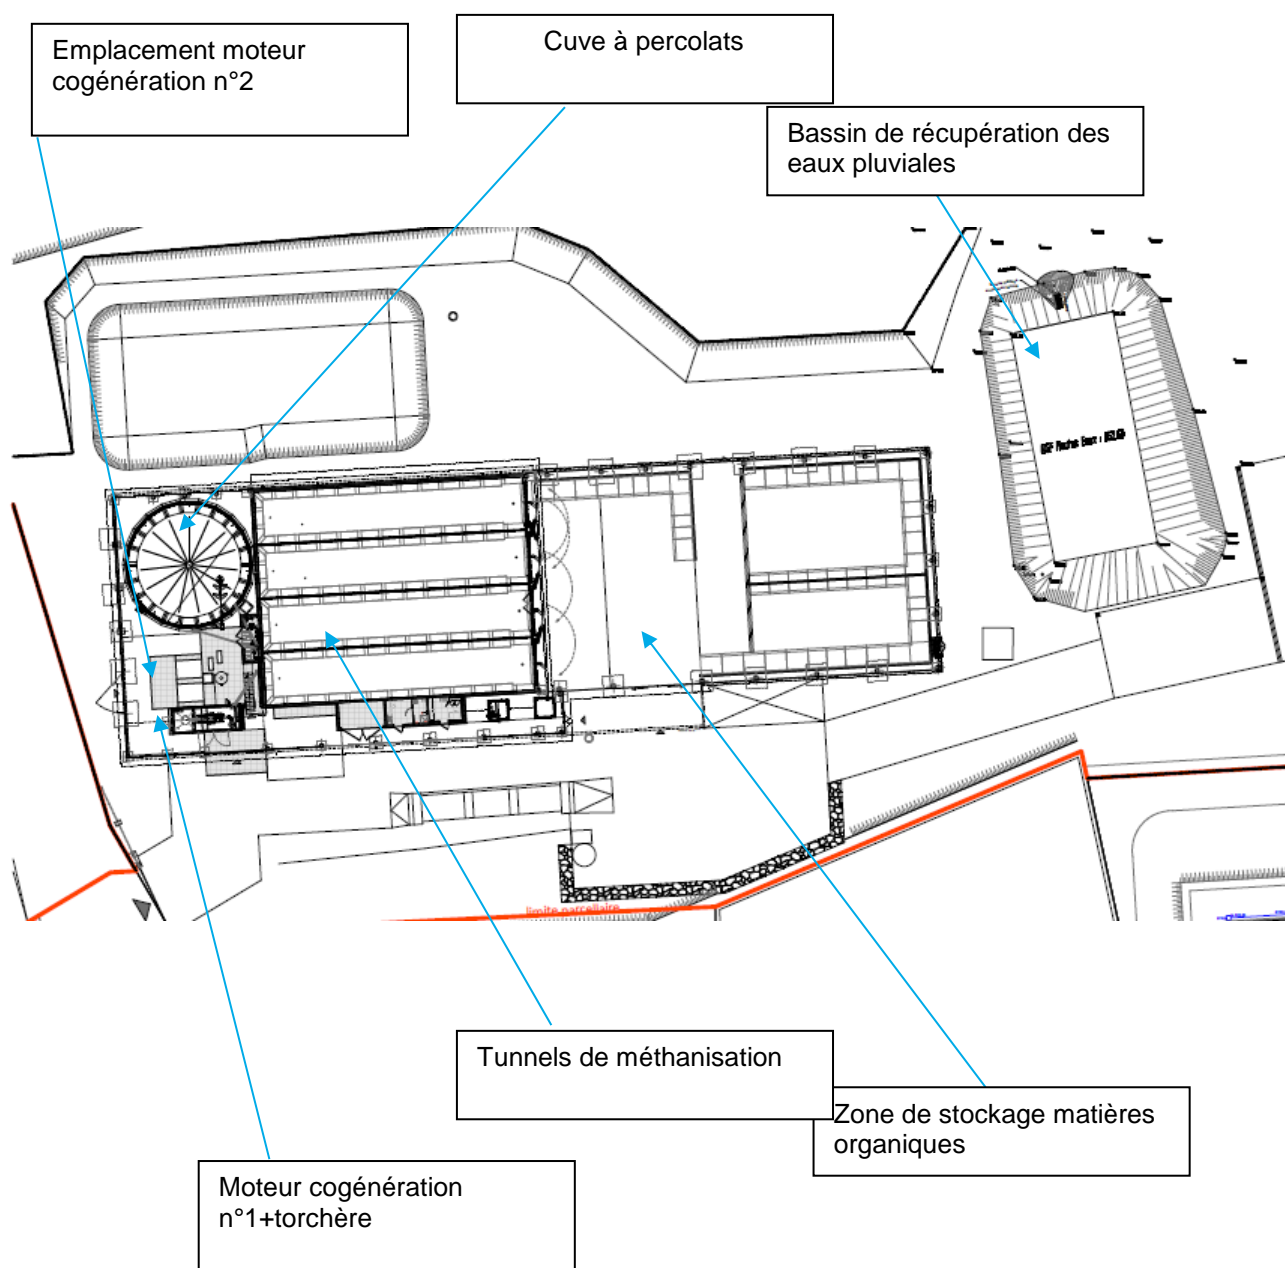 Emplacement moteur
cogénération n°2
Cuve à percolats
Bassin de récupération des
eaux pluviales
limite parcellaire
Tunnels de méthanisation
Zone de stockage matières
organiques
Moteur cogénération
n°1+torchère